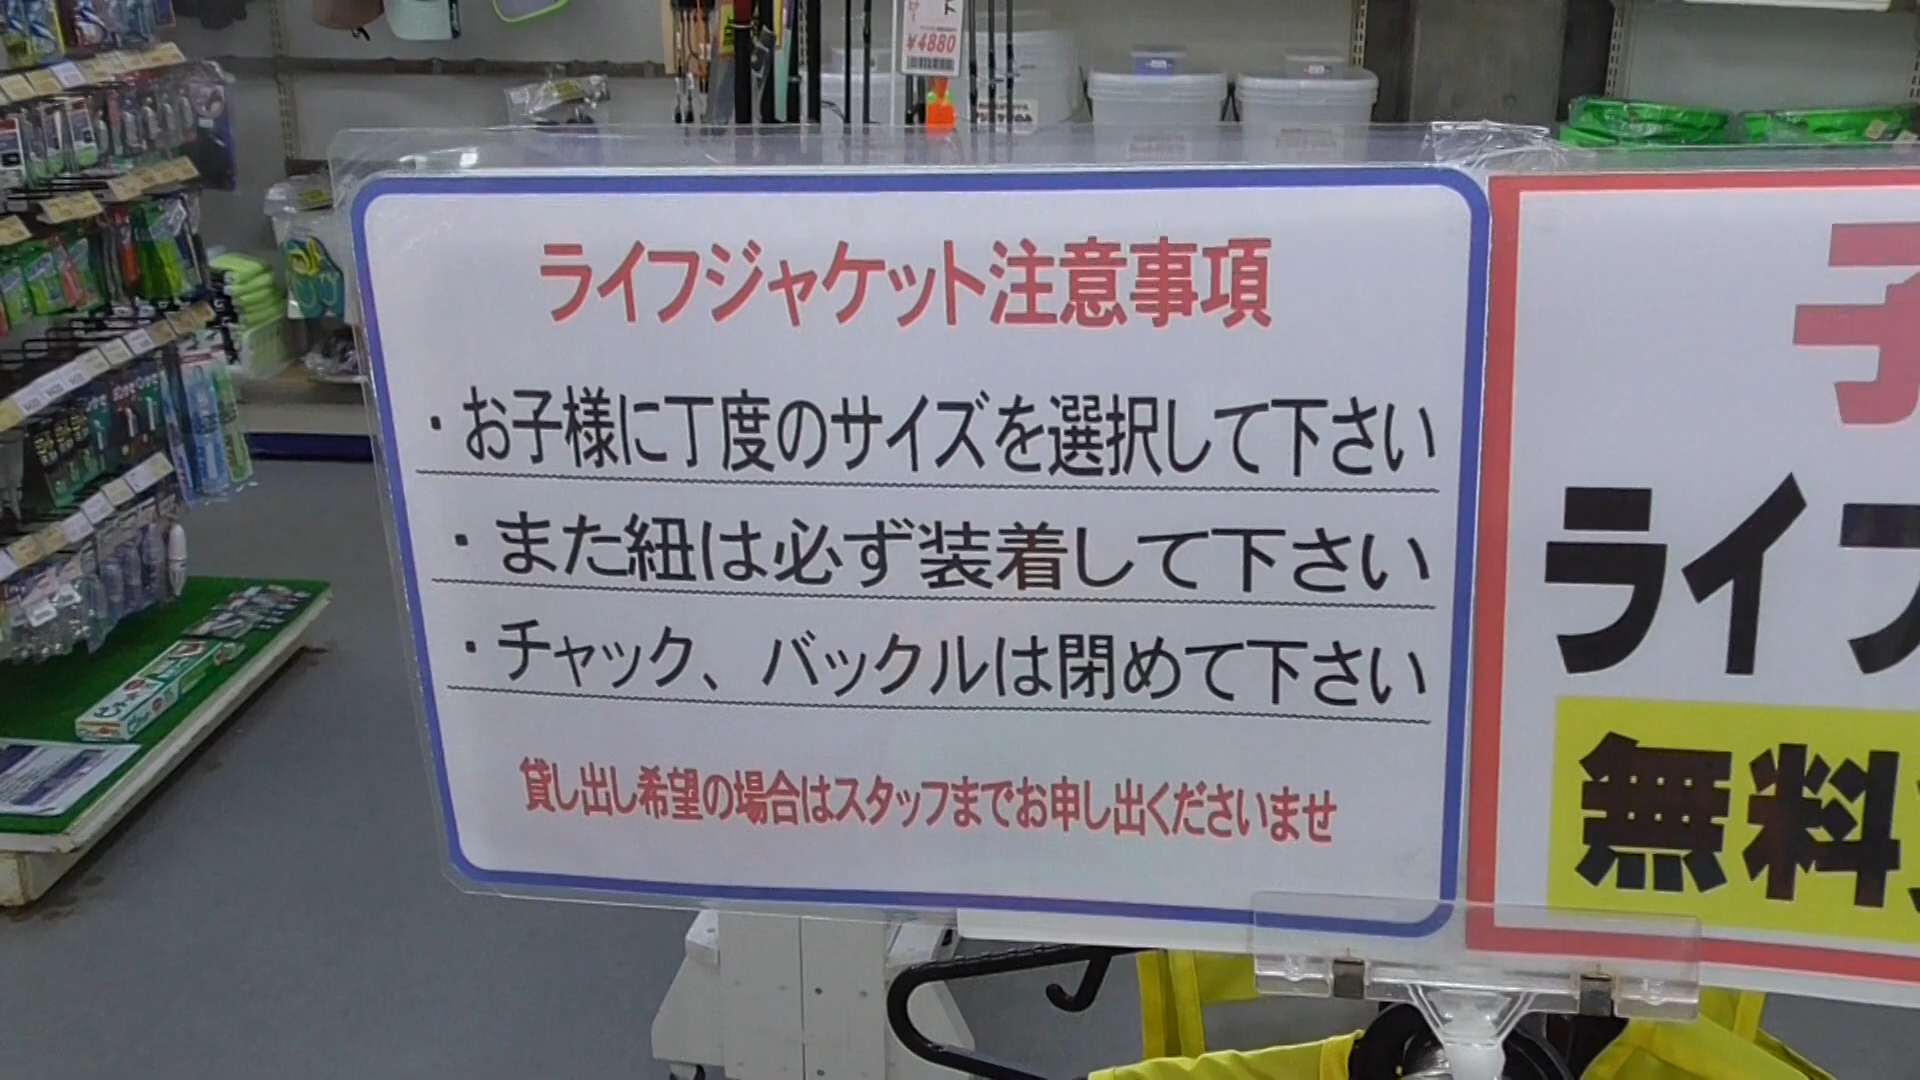 ¥4880
ライフジャケット注意事項
・お子様に丁度のサイズを選択して下さい
・また紐は必ず装着して下さい
・チャック、バックルは閉めて下さい
貸し出し希望の場合はスタッフまでお申し出くださいませ
子
ライフ
無料